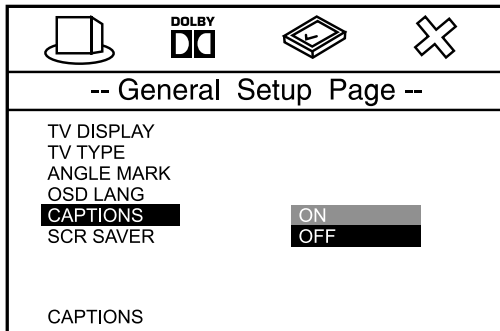 DOLBY
-- General Setup Page --
TV DISPLAY
TV TYPE
ANGLE MARK
OSD LANG
CAPTIONS ON
SCR SAVER OFF
CAPTIONS